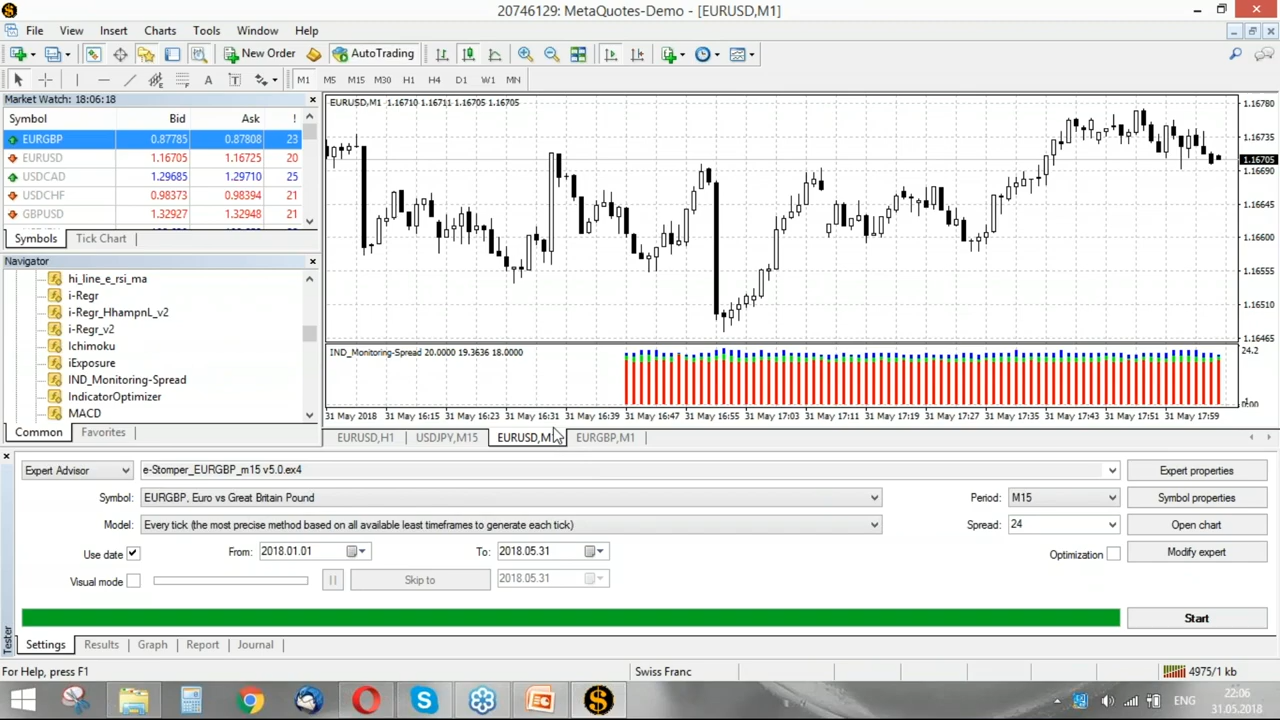 20746129: MetaQuotes-Demo - [EURUSD,M1]
File View Insert Charts Tools Window Help
New Order AutoTrading
A T M1 M5 M15 M30 H1 H4 D1 W1 MN
Market Watch: 18:06:18
Symbol Bid Ask !
EURGBP 0.87785 0.87808 23
EURUSD 1.16705 1.16725 20
USDCAD 1.29685 1.29710 25
USDCHF 0.98373 0.98394 21
GBPUSD 1.32927 1.32948 21
Symbols Tick Chart
Navigator
hi_line_e_rsi_ma
i-Regr
i-Regr_HhampnL_v2
i-Regr_v2
Ichimoku
iExposure
IND_Monitoring-Spread
IndicatorOptimizer
MACD
Common Favorites
EURUSD,M1 1.16710 1.16711 1.16705 1.16705
1.16780
1.16735
1.16705
1.16690
1.16645
1.16600
1.16555
1.16510
1.16465
IND_Monitoring-Spread 20.0000 19.3636 18.0000
24.2
31 May 2018 31 May 16:15 31 May 16:23 31 May 16:31 31 May 16:39 31 May 16:47 31 May 16:55 31 May 17:03 31 May 17:11 31 May 17:19 31 May 17:27 31 May 17:35 31 May 17:43 31 May 17:51 31 May 17:59
EURUSD,H1 USDJPY,M15 EURUSD,M1 EURGBP,M1
Expert Advisor e-Stomper_EURGBP_m15 v5.0.ex4 Expert properties
Symbol: EURGBP, Euro vs Great Britain Pound Period: M15 Symbol properties
Model: Every tick (the most precise method based on all available least timeframes to generate each tick) Spread: 24 Open chart
Use date From: 2018.01.01 To: 2018.05.31 Optimization Modify expert
Visual mode Skip to 2018.05.31
Start
Tester
Settings Results Graph Report Journal
For Help, press F1 Swiss Franc 4975/1 kb
ENG 22:06
31.05.2018